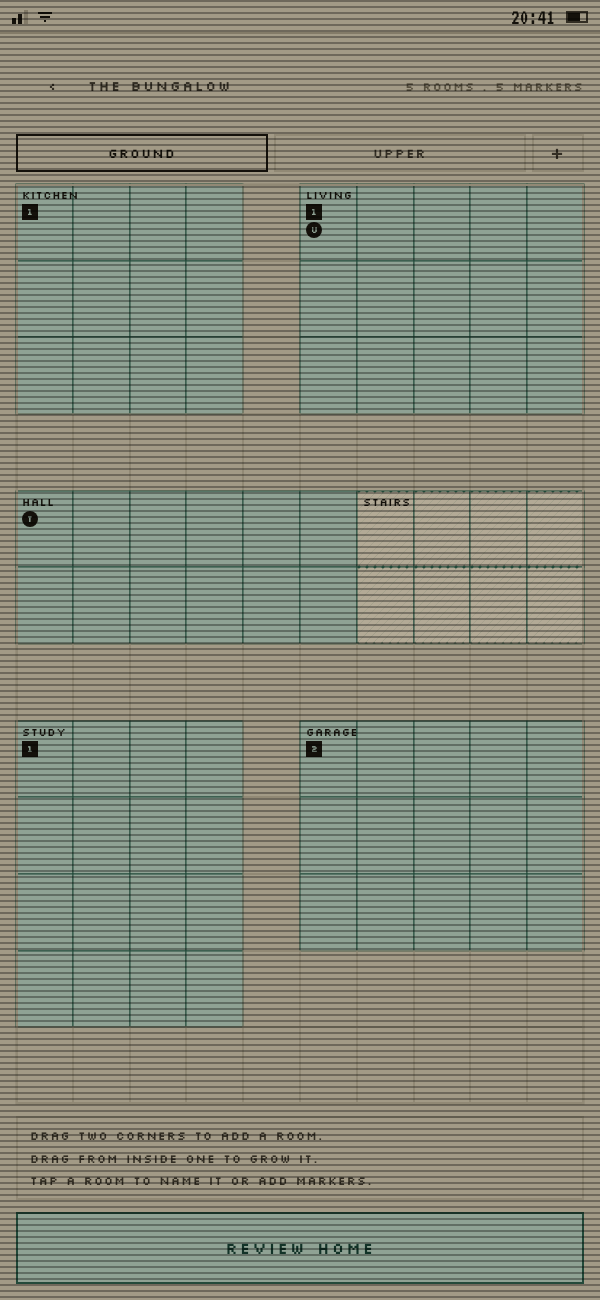 20:41
‹ THE BUNGALOW 5 ROOMS . 5 MARKERS
GROUND UPPER +
KITCHEN LIVING
1 1
U
HALL STAIRS
T
STUDY GARAGE
1 2
DRAG TWO CORNERS TO ADD A ROOM.
DRAG FROM INSIDE ONE TO GROW IT.
TAP A ROOM TO NAME IT OR ADD MARKERS.
REVIEW HOME